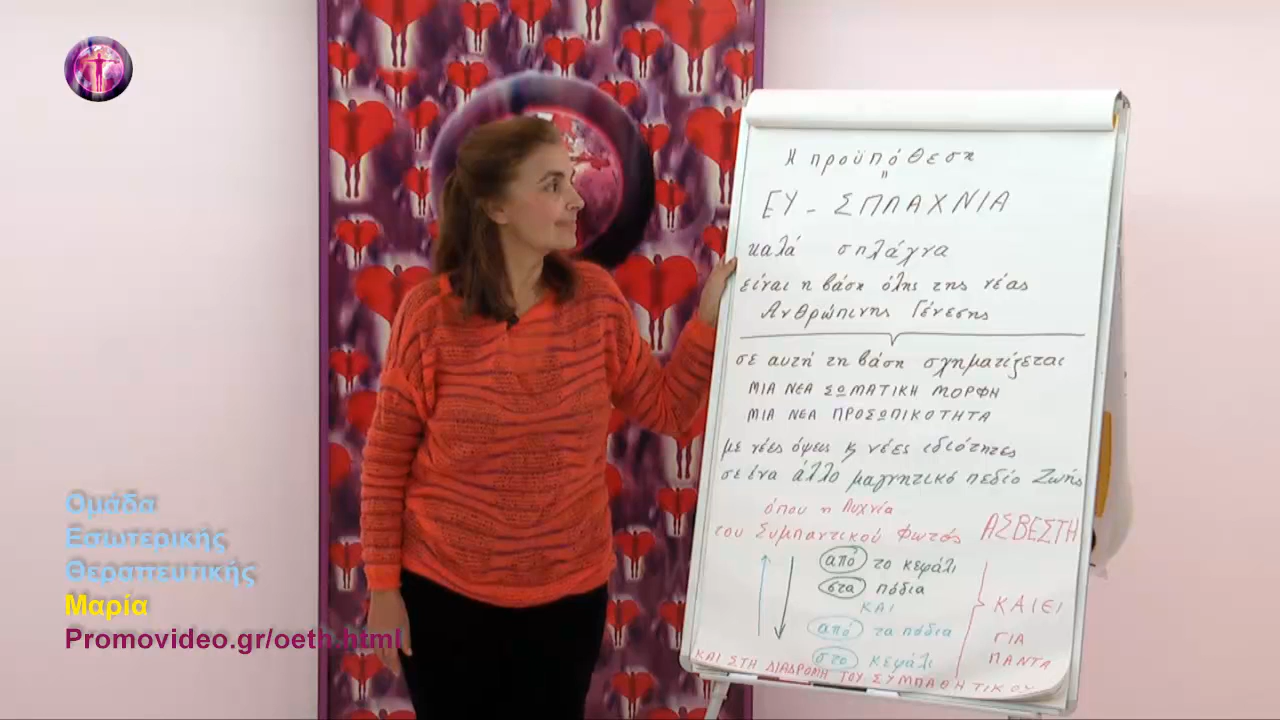 Η προϋπόθεση
"
ΕΥ - ΣΠΛΑΧΝΙΑ
καλά σπλάχνα
είναι η βάση όλης της νέας
Ανθρώπινης Γένεσης
σε αυτή τη βάση σχηματίζεται
ΜΙΑ ΝΕΑ ΣΩΜΑΤΙΚΗ ΜΟΡΦΗ
ΜΙΑ ΝΕΑ ΠΡΟΣΩΠΙΚΟΤΗΤΑ
με νέες όψεις & νέες ιδιότητες
σε ένα άλλο μαγνητικό πεδίο Ζωής
όπου η Λυχνία
του Συμπαντικού Φωτός ΑΣΒΕΣΤΗ
από το κεφάλι
στα πόδια
ΚΑΙ
από τα πόδια
στο κεφάλι
ΚΑΙΕΙ
ΓΙΑ
ΠΑΝΤΑ
ΚΑΙ ΣΤΗ ΔΙΑΔΡΟΜΗ ΤΟΥ ΣΥΜΠΑΘΗΤΙΚΟΥ
Ομάδα
Εσωτερικής
Θεραπευτικής
Μαρία
Promovideo.gr/oeth.html